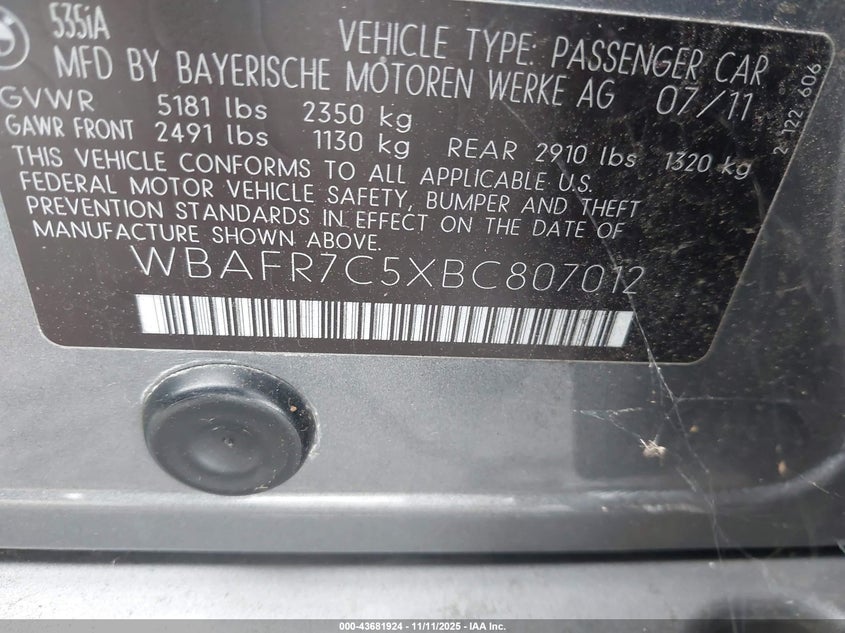 535iA
VEHICLE TYPE: PASSENGER CAR
MFD BY BAYERISCHE MOTOREN WERKE AG 07/11
GVWR 5181 lbs 2350 kg
GAWR FRONT 2491 lbs 1130 kg REAR 2910 lbs 1320 kg
THIS VEHICLE CONFORMS TO ALL APPLICABLE U.S.
FEDERAL MOTOR VEHICLE SAFETY, BUMPER AND THEFT
PREVENTION STANDARDS IN EFFECT ON THE DATE OF
MANUFACTURE SHOWN ABOVE.
WBAFR7C5XBC807012
2 122 606
000-43681924 - 11/11/2025 - IAA Inc.